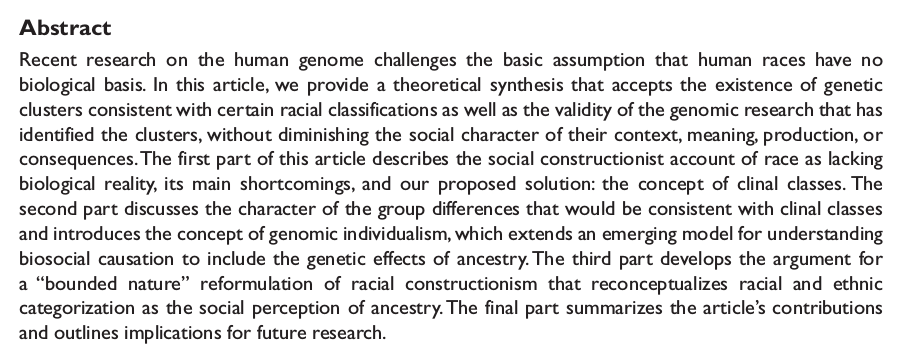 Abstract
Recent research on the human genome challenges the basic assumption that human races have no
biological basis. In this article, we provide a theoretical synthesis that accepts the existence of genetic
clusters consistent with certain racial classifications as well as the validity of the genomic research that has
identified the clusters, without diminishing the social character of their context, meaning, production, or
consequences. The first part of this article describes the social constructionist account of race as lacking
biological reality, its main shortcomings, and our proposed solution: the concept of clinal classes. The
second part discusses the character of the group differences that would be consistent with clinal classes
and introduces the concept of genomic individualism, which extends an emerging model for understanding
biosocial causation to include the genetic effects of ancestry. The third part develops the argument for
a “bounded nature” reformulation of racial constructionism that reconceptualizes racial and ethnic
categorization as the social perception of ancestry. The final part summarizes the article’s contributions
and outlines implications for future research.